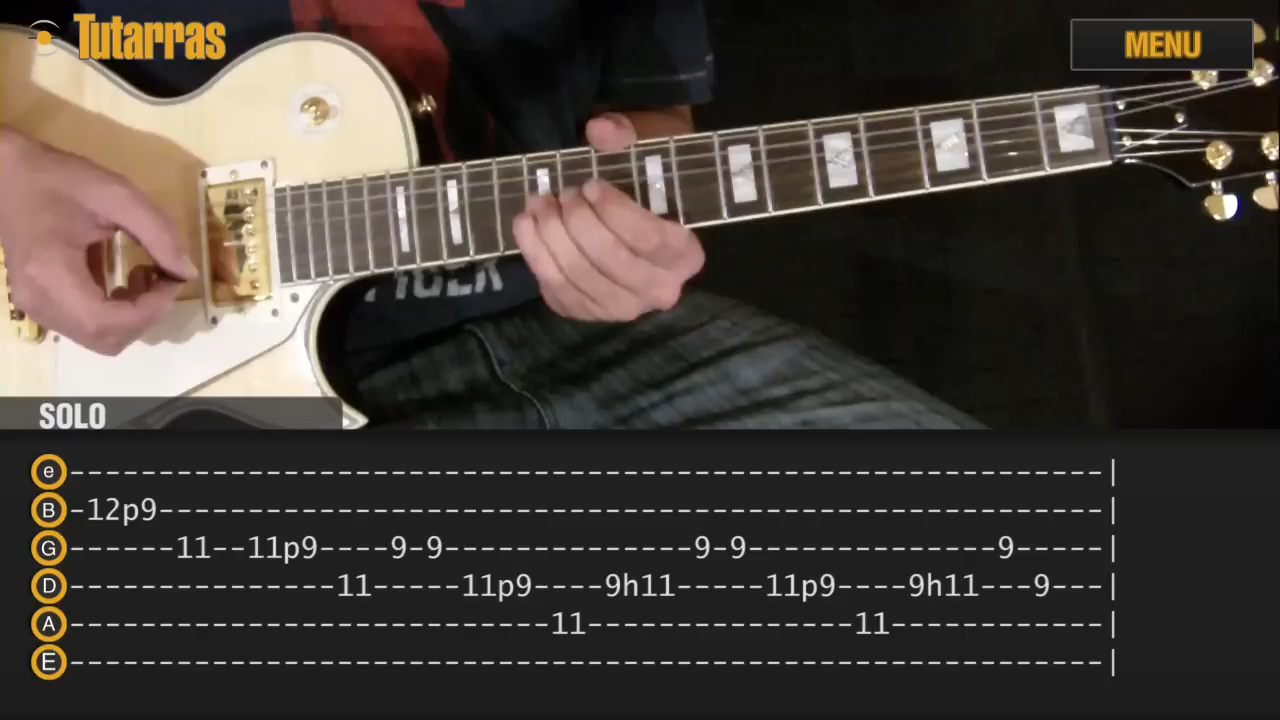 Tutarras
MENU
TIGER
SOLO
e----------------------------------------------------------|
B-12p9-----------------------------------------------------|
G------11--11p9----9-9--------------9-9--------------9-----|
D---------------11-----11p9----9h11-----11p9----9h11---9---|
A---------------------------11---------------11------------|
E----------------------------------------------------------|